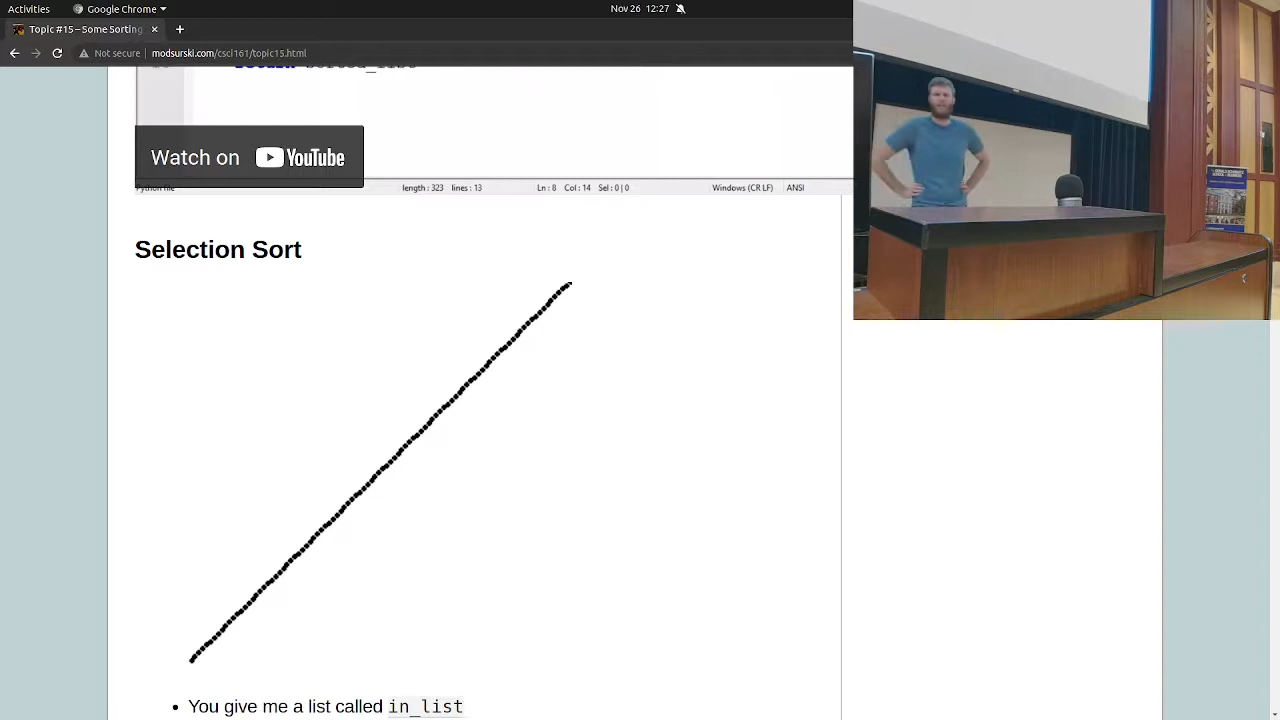 Activities Google Chrome Nov 26 12:27
Topic #15 – Some Sorting
Not secure modsurski.com/csci161/topic15.html
Watch on YouTube
length : 323 lines : 13 Ln : 8 Col : 14 Sel : 0 | 0 Windows (CR LF) ANSI
Selection Sort
• You give me a list called in_list